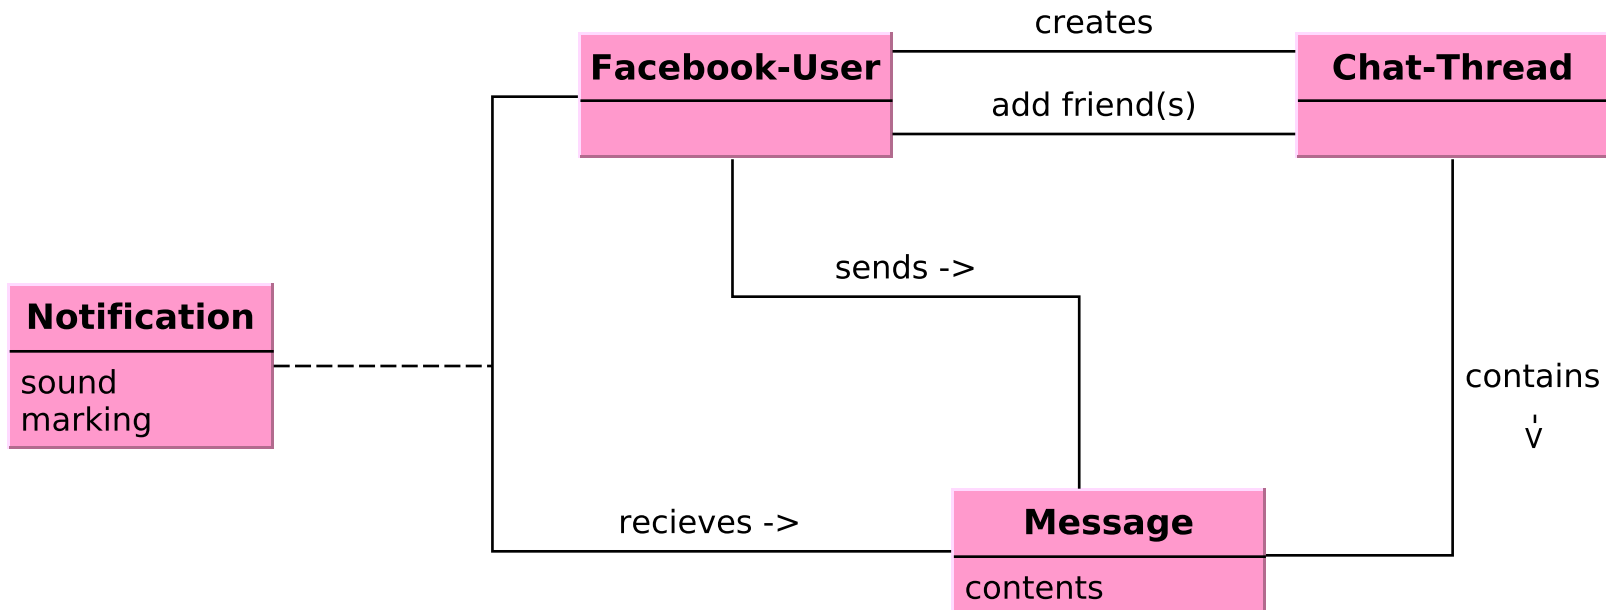 creates
Facebook-User
Chat-Thread
add friend(s)
sends ->
Notification
sound
marking
contains
'
v
recieves ->
Message
contents